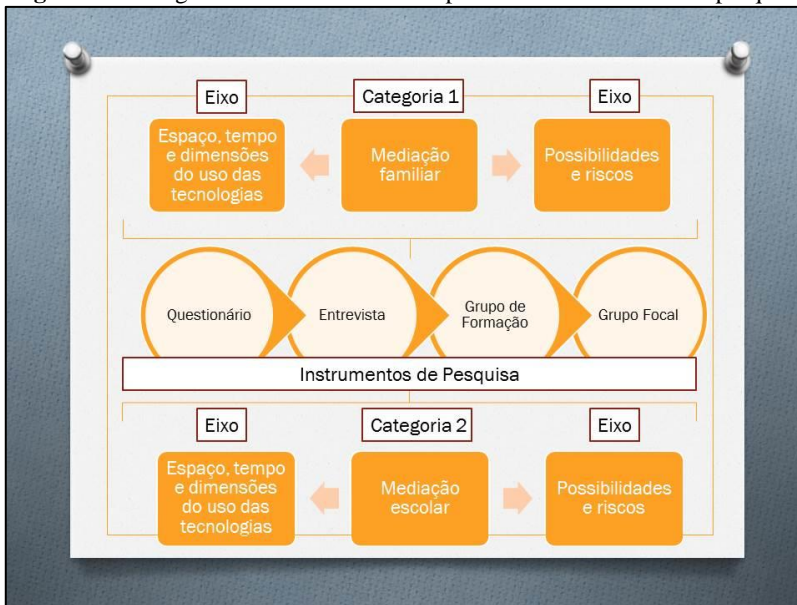 Eixo
Categoria 1
Eixo
Espaço, tempo
e dimensões
do uso das
tecnologias
Mediação
familiar
Possibilidades
e riscos
Questionário
Entrevista
Grupo de
Formação
Grupo Focal
Instrumentos de Pesquisa
Eixo
Categoria 2
Eixo
Espaço, tempo
e dimensões
do uso das
tecnologias
Mediação
escolar
Possibilidades
e riscos